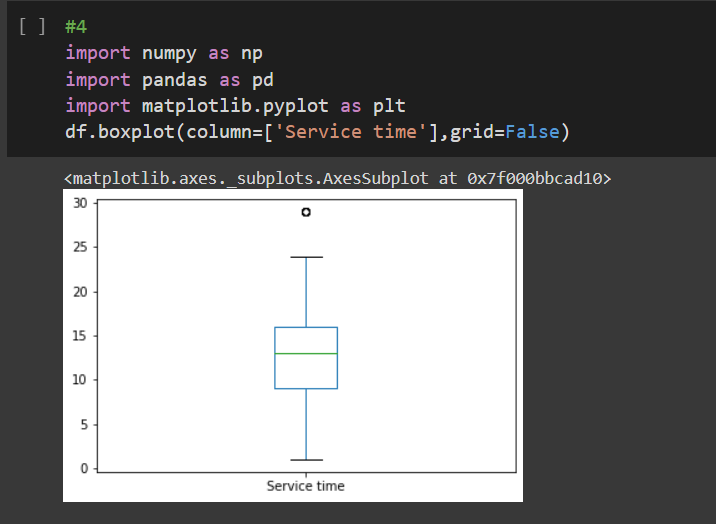 [ ] #4
import numpy as np
import pandas as pd
import matplotlib.pyplot as plt
df.boxplot(column=['Service time'],grid=False)
<matplotlib.axes._subplots.AxesSubplot at 0x7f000bbcad10>
30
25
20
15
10
5
0
Service time